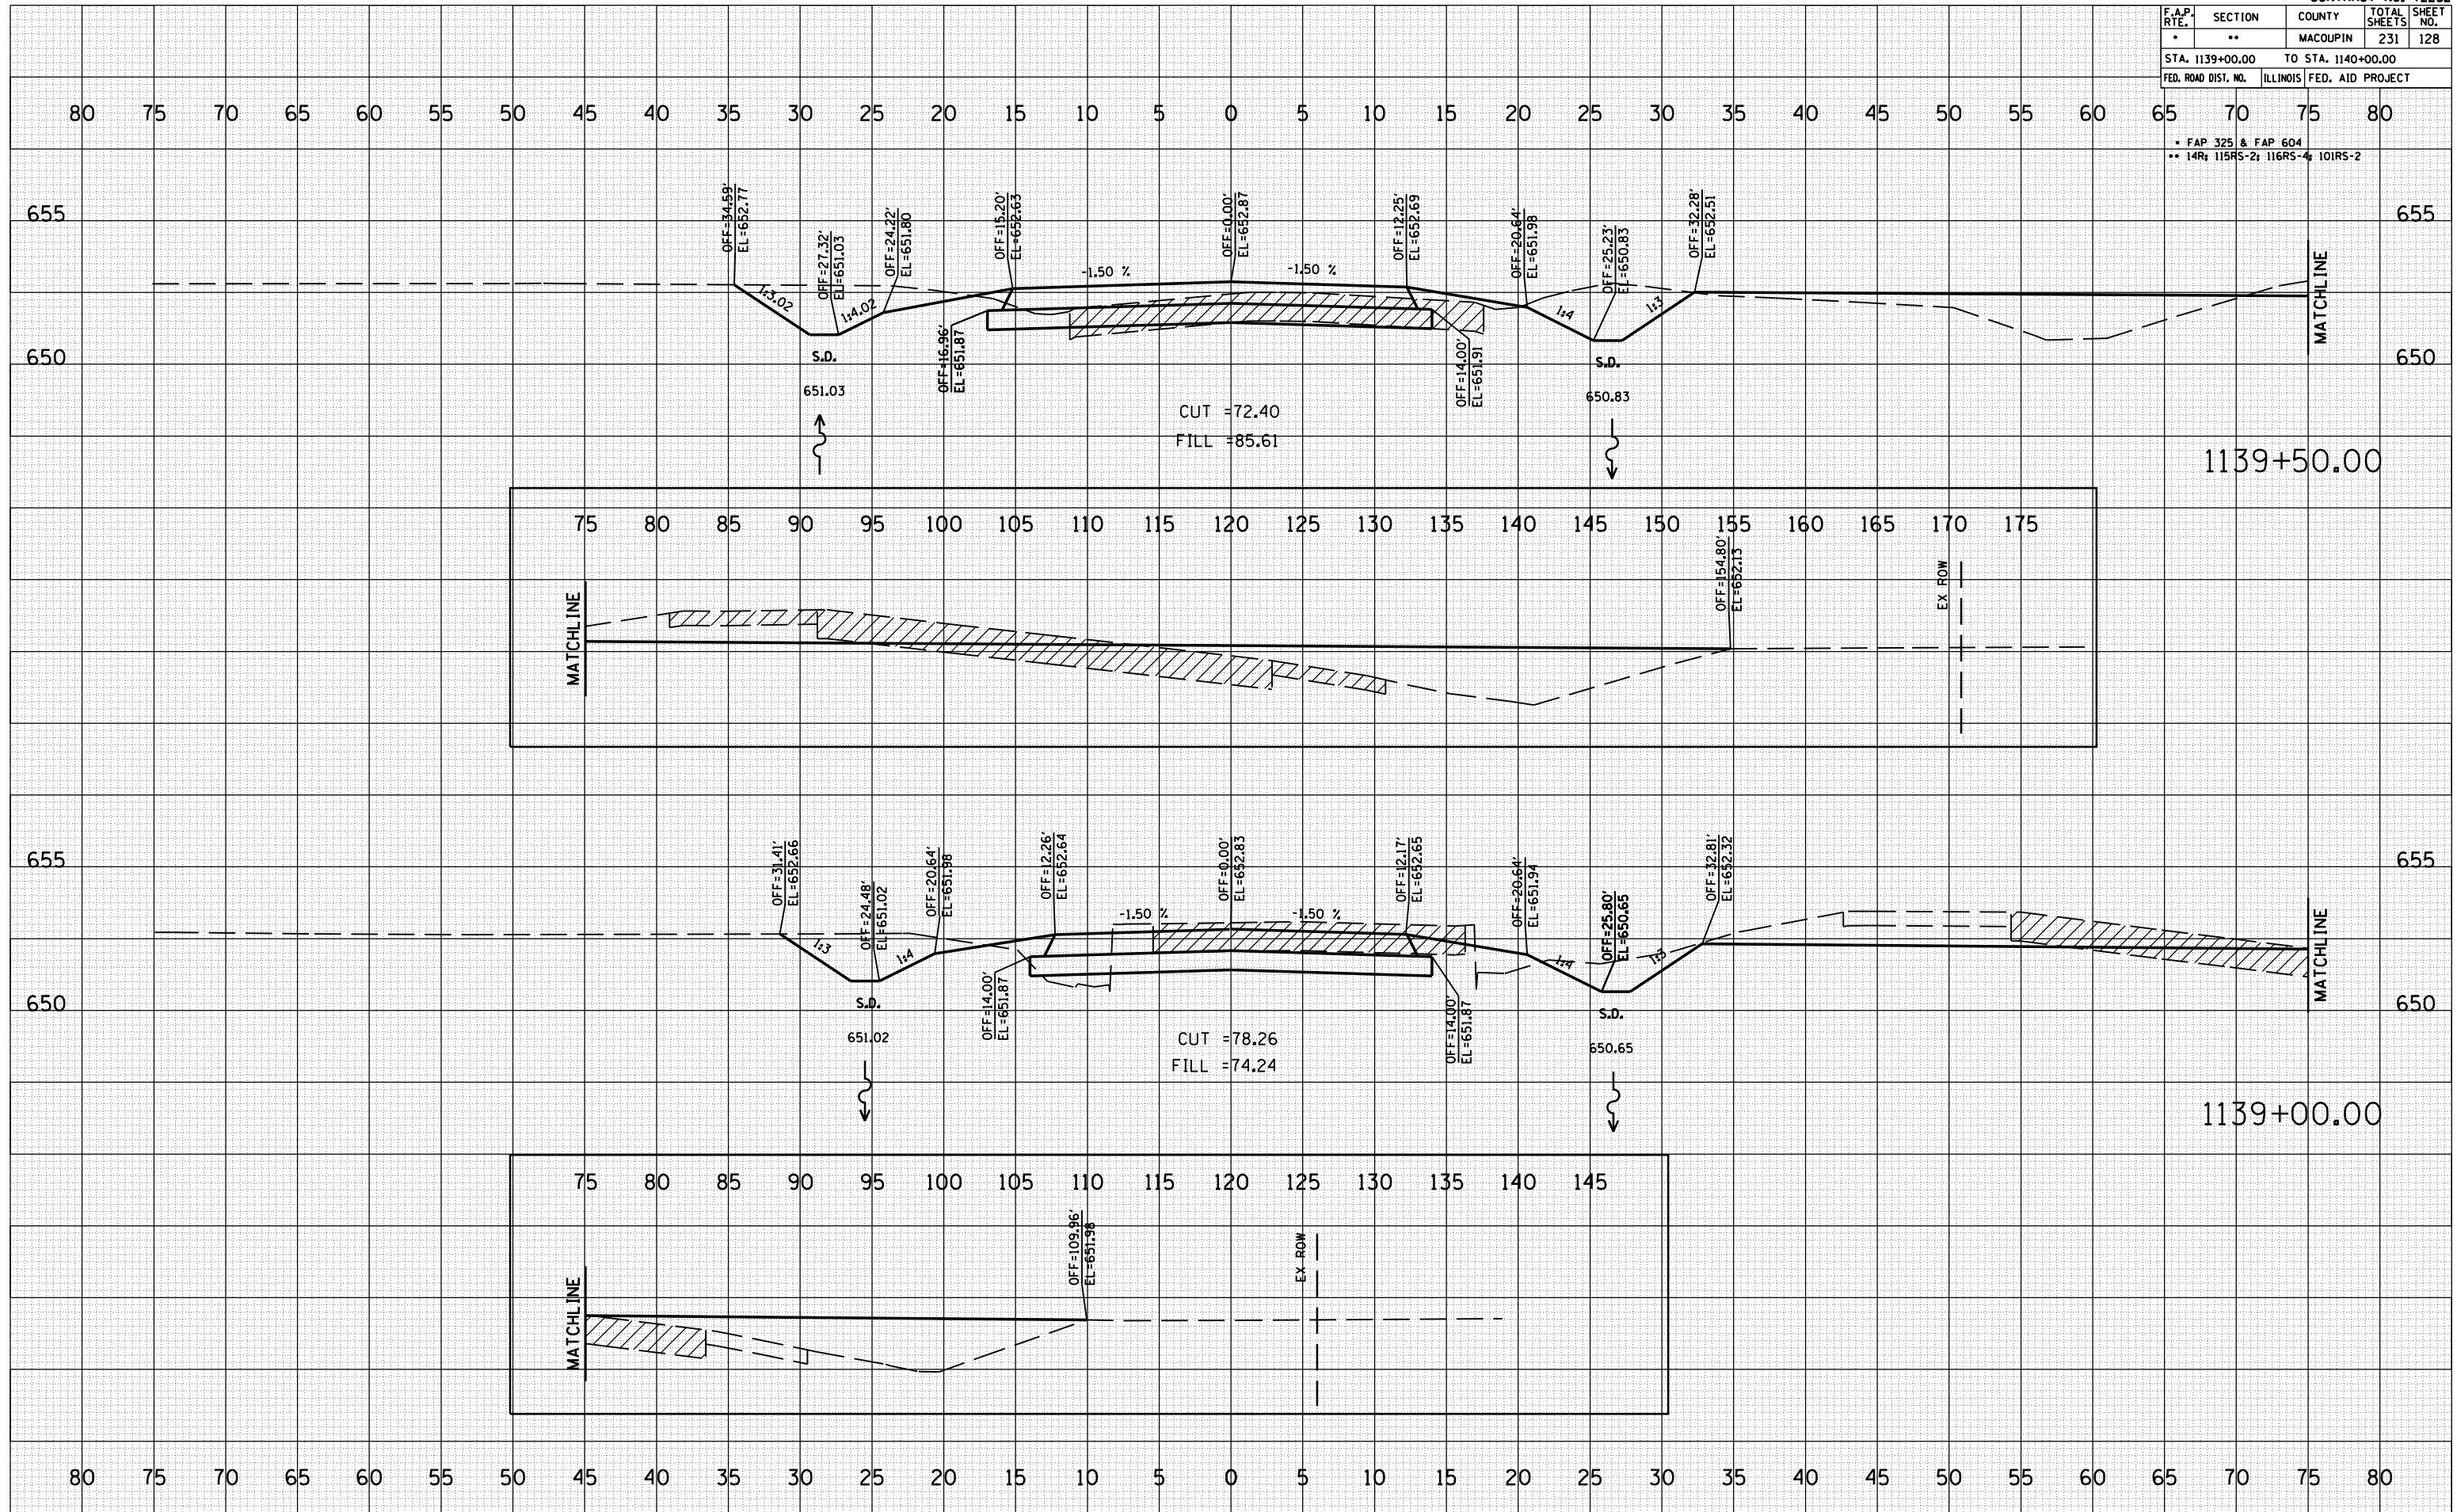 F.A.P. RTE. SECTION COUNTY TOTAL SHEETS SHEET NO.
• •• MACOUPIN 231 128
STA. 1139+00.00 TO STA. 1140+00.00
FED. ROAD DIST. NO. ILLINOIS FED. AID PROJECT
80 75 70 65 60 55 50 45 40 35 30 25 20 15 10 5 0 5 10 15 20 25 30 35 40 45 50 55 60 65 70 75 80
• FAP 325 & FAP 604
•• 14R; 115RS-2; 116RS-4; 101RS-2
655 655
OFF=34.59'
EL=652.77
OFF=27.32'
EL=651.03
OFF=24.22'
EL=651.80
OFF=15.20'
EL=652.63
OFF=0.00'
EL=652.87
OFF=12.25'
EL=652.69
OFF=20.64'
EL=651.98
OFF=25.23'
EL=650.83
OFF=32.28'
EL=652.51
-1.50 % -1.50 %
1:3.02 1:4.02 1:4 1:3
MATCHLINE
650 650
S.D. S.D.
OFF=16.96'
EL=651.87
OFF=14.00'
EL=651.91
651.03 650.83
CUT =72.40
FILL =85.61
1139+50.00
75 80 85 90 95 100 105 110 115 120 125 130 135 140 145 150 155 160 165 170 175
OFF=154.80'
EL=652.13
EX ROW
MATCHLINE
655 655
OFF=31.41'
EL=652.66
OFF=24.48'
EL=651.02
OFF=20.64'
EL=651.98
OFF=12.26'
EL=652.64
OFF=0.00'
EL=652.83
OFF=12.17'
EL=652.65
OFF=20.64'
EL=651.94
OFF=25.80'
EL=650.65
OFF=32.81'
EL=652.32
-1.50 % -1.50 %
1:3 1:4 1:4 1:3
MATCHLINE
650 650
S.D. S.D.
OFF=14.00'
EL=651.87
OFF=14.00'
EL=651.87
651.02 650.65
CUT =78.26
FILL =74.24
1139+00.00
75 80 85 90 95 100 105 110 115 120 125 130 135 140 145
OFF=109.96'
EL=651.98
EX ROW
MATCHLINE
80 75 70 65 60 55 50 45 40 35 30 25 20 15 10 5 0 5 10 15 20 25 30 35 40 45 50 55 60 65 70 75 80